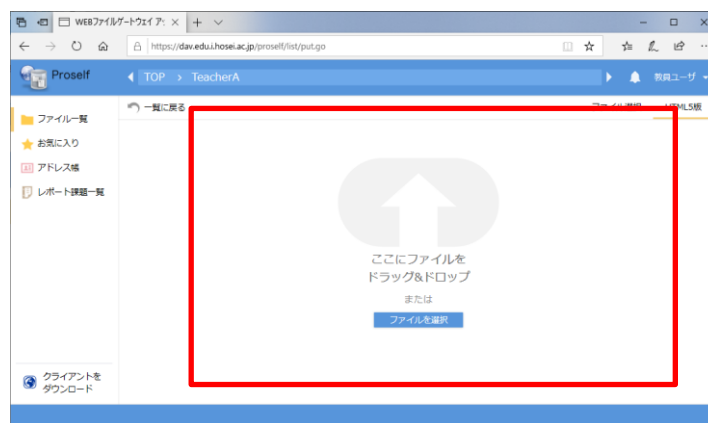 WEBファイルゲートウェイ ア:
https://dav.edu.i.hosei.ac.jp/proself/list/put.go
Proself
TOP > TeacherA
教員ユーザ
一覧に戻る
ファイル選択
HTML5版
ファイル一覧
お気に入り
アドレス帳
レポート課題一覧
ここにファイルを
ドラッグ&ドロップ
または
ファイルを選択
クライアントを
ダウンロード